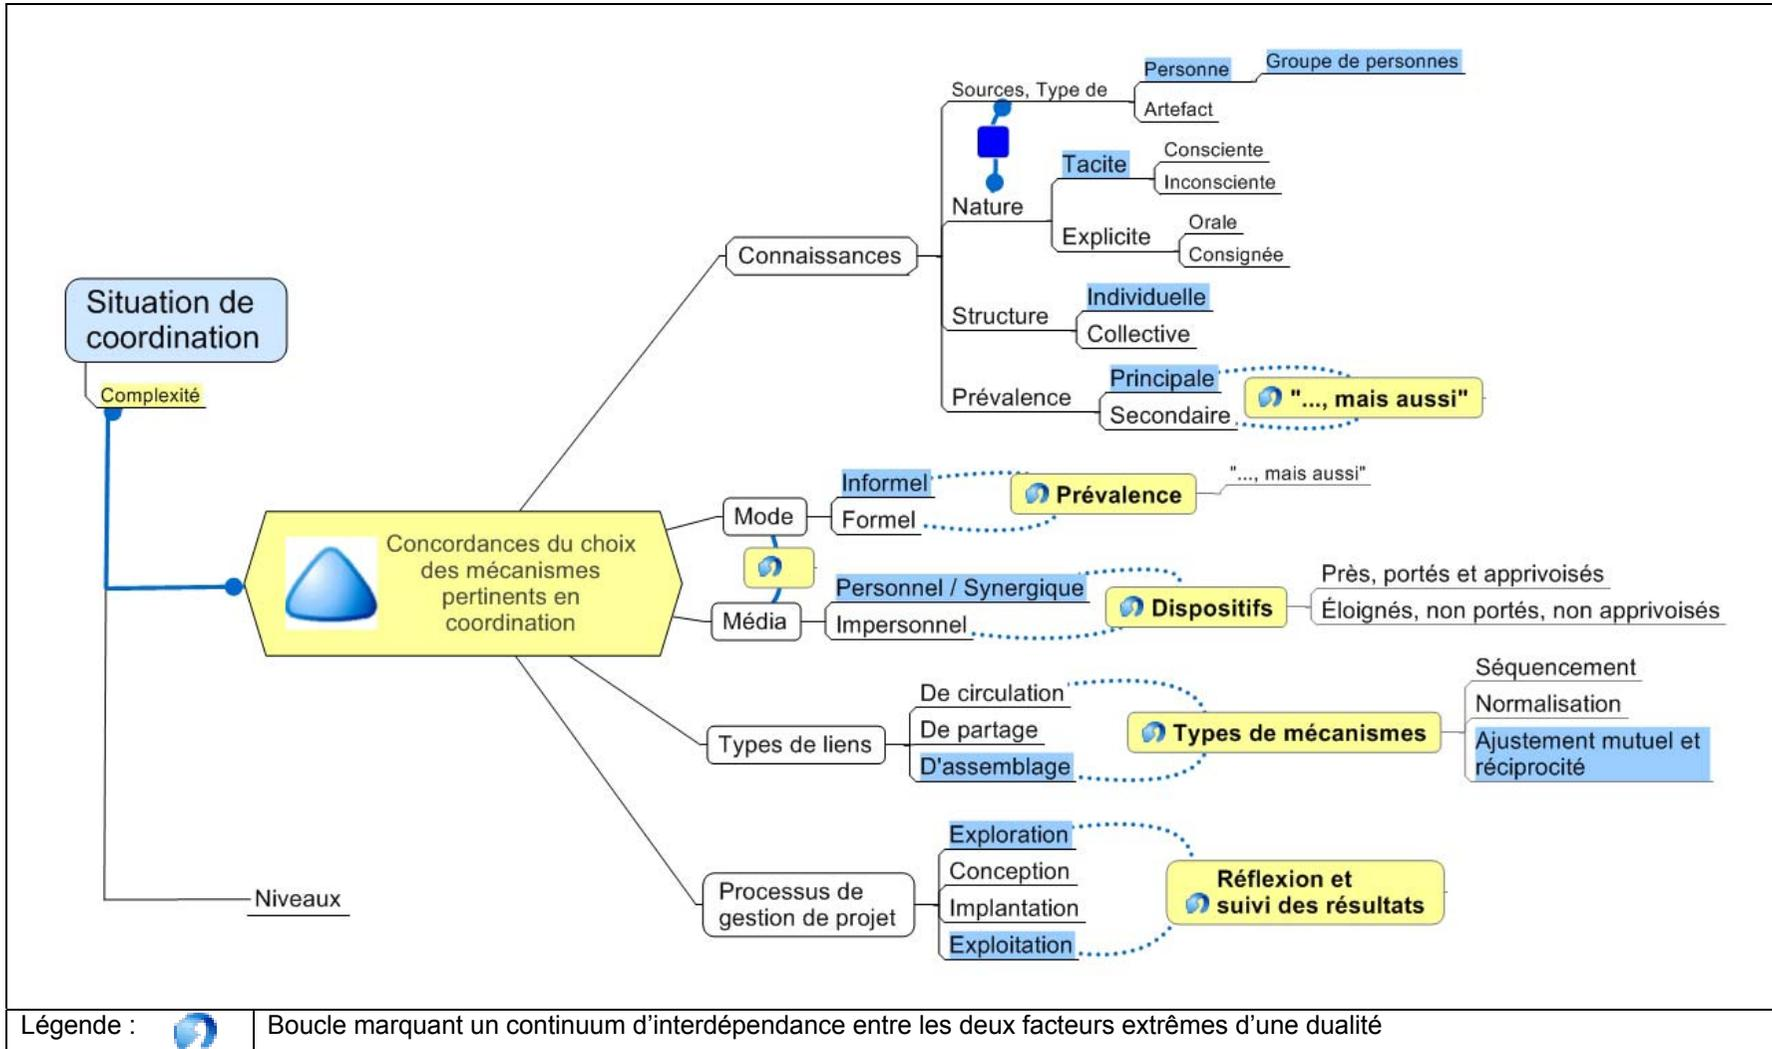 Situation de
coordination
Complexité
Niveaux
Concordances du choix
des mécanismes
pertinents en
coordination
Connaissances
Sources, Type de
Personne
Groupe de personnes
Artefact
Nature
Tacite
Consciente
Inconsciente
Explicite
Orale
Consignée
Structure
Individuelle
Collective
Prévalence
Principale
Secondaire
"..., mais aussi"
Mode
Informel
Formel
Prévalence
"..., mais aussi"
Média
Personnel / Synergique
Impersonnel
Dispositifs
Près, portés et apprivoisés
Éloignés, non portés, non apprivoisés
Types de liens
De circulation
De partage
D'assemblage
Types de mécanismes
Séquencement
Normalisation
Ajustement mutuel et
réciprocité
Processus de
gestion de projet
Exploration
Conception
Implantation
Exploitation
Réflexion et
suivi des résultats
Légende :
Boucle marquant un continuum d’interdépendance entre les deux facteurs extrêmes d’une dualité